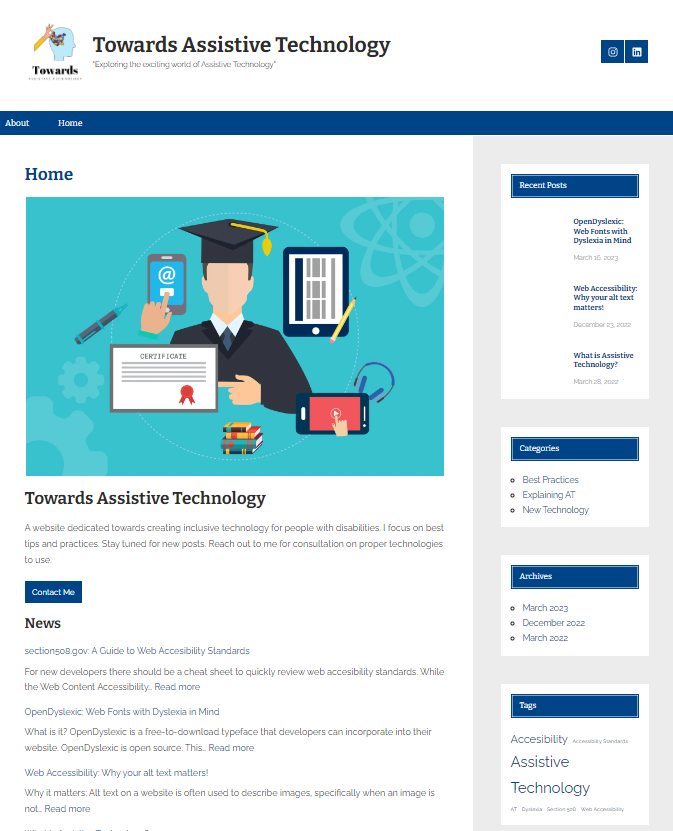 Towards
ASSISTIVE TECHNOLOGY
Towards Assistive Technology
"Exploring the exciting world of Assistive Technology"
About
Home
Home
@
CERTIFICATE
Towards Assistive Technology
A website dedicated towards creating inclusive technology for people with disabilities. I focus on best
tips and practices. Stay tuned for new posts. Reach out to me for consultation on proper technologies
to use.
Contact Me
News
section508.gov: A Guide to Web Accesibility Standards
For new developers there should be a cheat sheet to quickly review web accesibility standards. While
the Web Content Accessibility... Read more
OpenDyslexic: Web Fonts with Dyslexia in Mind
What is it? OpenDyslexic is a free-to-download typeface that developers can incorporate into their
website. OpenDyslexic is open source. This... Read more
Web Accessibility: Why your alt text matters!
Why it matters: Alt text on a website is often used to describe images, specifically when an image is
not... Read more
Recent Posts
OpenDyslexic:
Web Fonts with
Dyslexia in Mind
March 16, 2023
Web Accessibility:
Why your alt text
matters!
December 23, 2022
What is Assistive
Technology?
March 28, 2022
Categories
Best Practices
Explaining AT
New Technology
Archives
March 2023
December 2022
March 2022
Tags
Accesibility Accessibility Standards
Assistive
Technology
AT Dyslexia Section 508 Web Accessibility